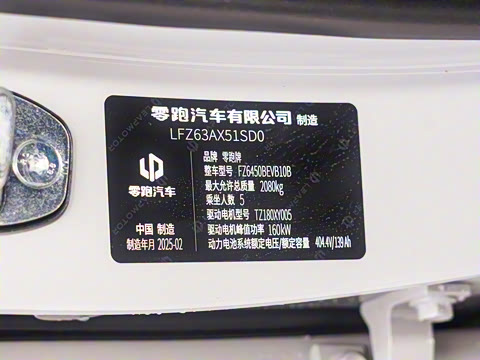 零跑汽车有限公司 制造
LFZ63AX51SD0
品牌 零跑牌
整车型号 FZ6450BEVB10B
最大允许总质量 2080kg
乘坐人数 5
驱动电机型号 TZ180XY005
驱动电机峰值功率 160kW
动力电池系统额定电压/额定容量 404.4V/139Ah
零跑汽车
中国 制造
制造年月 2025-02